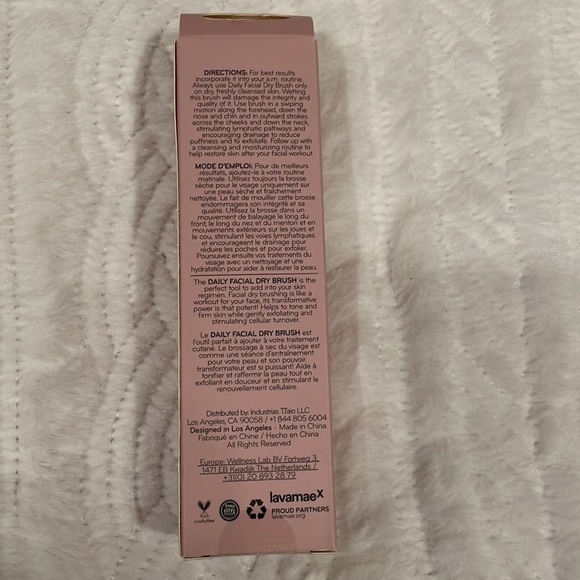 DIRECTIONS: For best results
incorporate it into your a.m. routine.
Always use Daily Facial Dry Brush only
on dry, freshly cleansed skin. Wetting
this brush will damage the integrity and
quality of it. Use brush in a swiping
motion along the forehead, down the
nose and chin and in outward strokes
across the cheeks and down the neck,
stimulating lymphatic pathways and
encouraging drainage to reduce
puffiness and to exfoliate. Follow up with
a cleansing and moisturizing routine to
help restore skin after your facial workout.
MODE D'EMPLOI: Pour de meilleurs
résultats, ajoutez-le à votre routine
matinale. Utilisez toujours la brosse
sèche pour le visage uniquement sur
une peau sèche et fraîchement
nettoyée. Le fait de mouiller cette brosse
endommagera son intégrité et sa
qualité. Utilisez la brosse dans un
mouvement de balayage le long du
front, le long du nez et du menton et en
mouvements extérieurs sur les joues et
le cou, stimulant les voies lymphatiques
et encourageant le drainage pour
réduire les poches et pour exfolier.
Poursuivez ensuite vos traitements du
visage avec un nettoyage et une
hydratation pour aider à restaurer la peau.
The DAILY FACIAL DRY BRUSH is the
perfect tool to add into your skin
regimen. Facial dry brushing is like a
workout for your face, its transformative
power is that potent! Helps to tone and
firm skin while gently exfoliating and
stimulating cellular turnover.
Le DAILY FACIAL DRY BRUSH est
l'outil parfait à ajouter à votre traitement
cutané. Le brossage à sec du visage est
comme une séance d'entraînement
pour votre peau et son pouvoir
transformateur est si puissant! Aide à
tonifier et raffermir la peau tout en
exfoliant en douceur et en stimulant le
renouvellement cellulaire.
Distributed by: Industrias TTaio LLC
Los Angeles, CA 90058 / +1 844 805 6004
Designed in Los Angeles - Made in China
Fabriqué en Chine / Hecho en China
All Rights Reserved
Europe: Wellness Lab BV Fortweg 3,
1471 EB Kwadijk The Netherlands /
+31(0) 20 893 28 79
lavamaeX
PROUD PARTNERS
lavamae.org
crueltyfree